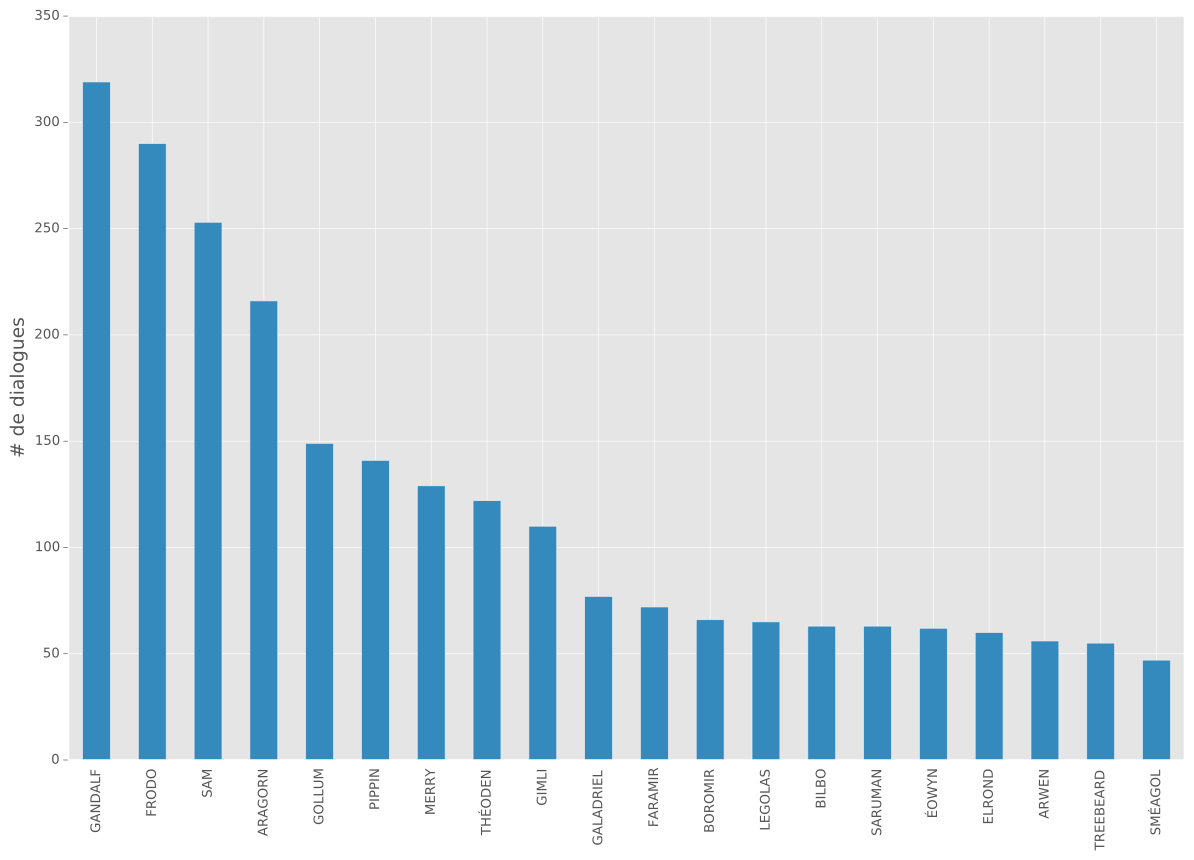 350
300
250
200
150
100
50
0
# de dialogues
GANDALF
FRODO
SAM
ARAGORN
GOLLUM
PIPPIN
MERRY
THÉODEN
GIMLI
GALADRIEL
FARAMIR
BOROMIR
LEGOLAS
BILBO
SARUMAN
ÉOWYN
ELROND
ARWEN
TREEBEARD
SMÉAGOL